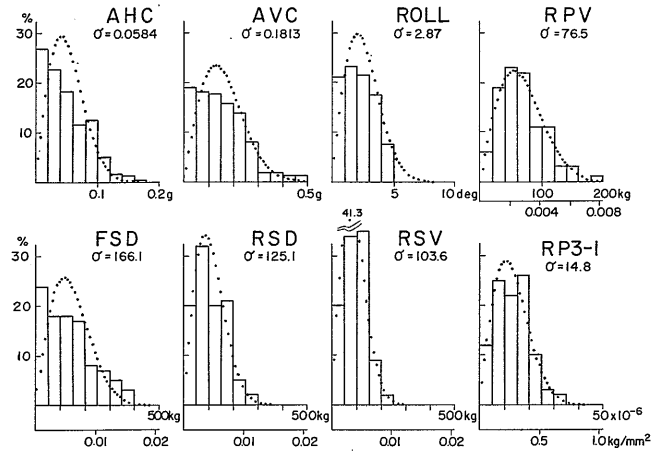 AHC AVC ROLL RPV
% σ=0.0584 σ=0.1813 σ=2.87 σ=76.5
30
20
10
0.1 0.2g 0.5g 5 10deg 100 200kg
0.004 0.008
FSD RSD 41.3 RSV RP3-1
% σ=166.1 σ=125.1 σ=103.6 σ=14.8
30
20
10
500kg 500kg 500kg 50x10⁻⁶
0.01 0.02 0.01 0.02 0.01 0.02 0.5 1.0kg/mm²